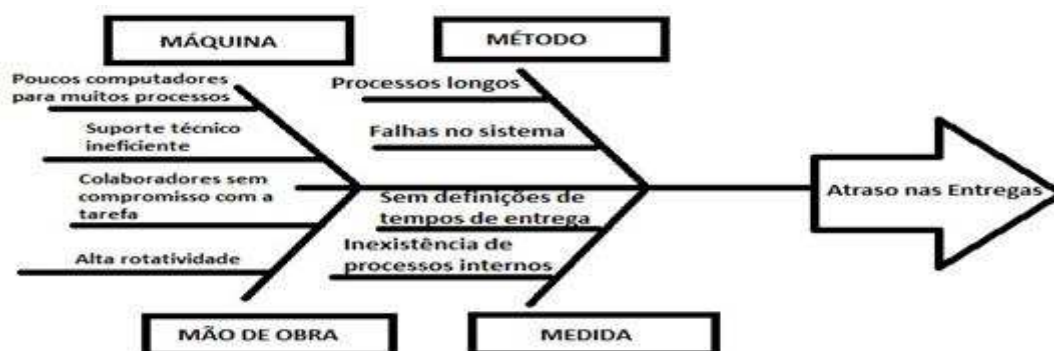 MÁQUINA
MÉTODO
Poucos computadores
para muitos processos
Suporte técnico
ineficiente
Processos longos
Falhas no sistema
Colaboradores sem
compromisso com a
tarefa
Alta rotatividade
Sem definições de
tempos de entrega
Inexistência de
processos internos
Atraso nas Entregas
MÃO DE OBRA
MEDIDA